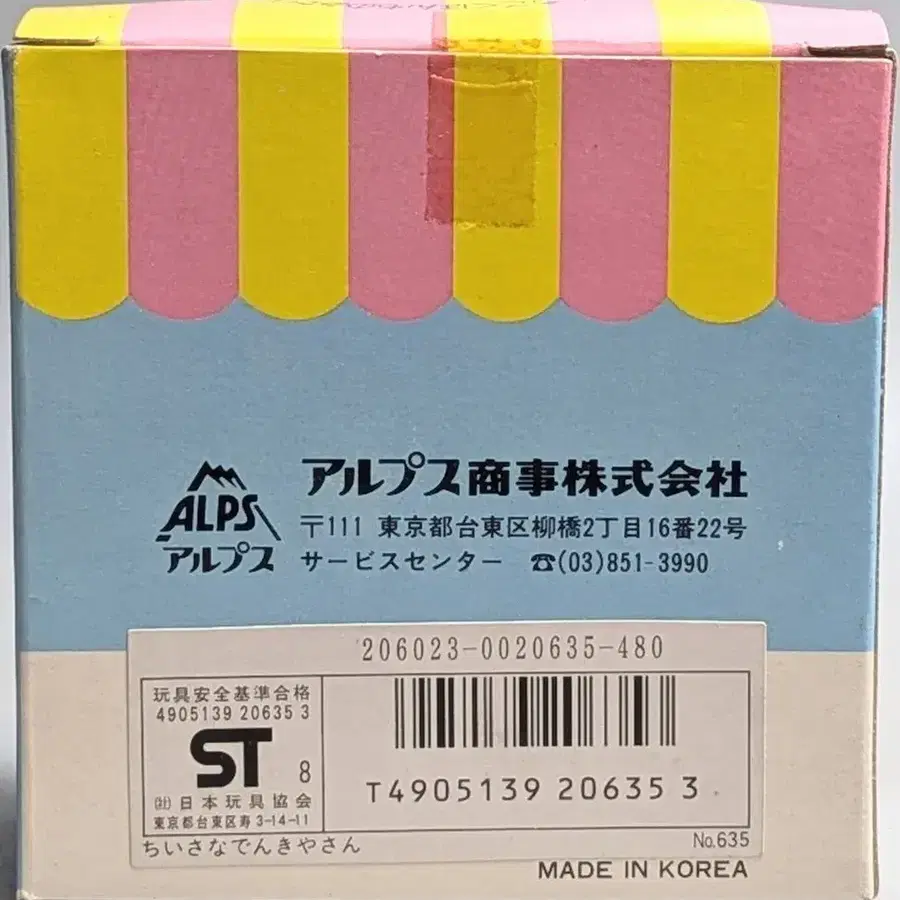 アルプス商事株式会社
ALPS
アルプス
〒111 東京都台東区柳橋2丁目16番22号
サービスセンター ☎(03)851-3990
206023-0020635-480
玩具安全基準合格
4905139 20635 3
ST 8
(社)日本玩具協会
東京都台東区寿3-14-11
T4905139 20635 3
ちいさなでんきやさん
No.635
MADE IN KOREA